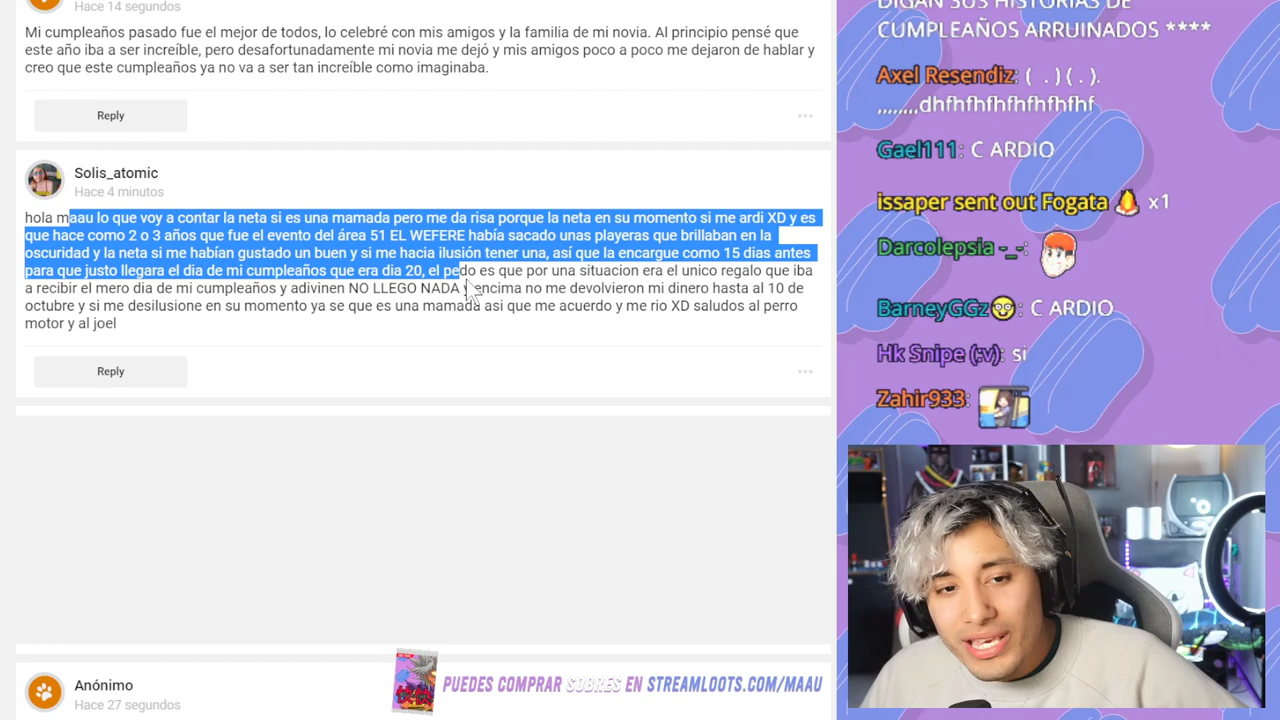 Hace 14 segundos
Mi cumpleaños pasado fue el mejor de todos, lo celebré con mis amigos y la familia de mi novia. Al principio pensé que
este año iba a ser increíble, pero desafortunadamente mi novia me dejó y mis amigos poco a poco me dejaron de hablar y
creo que este cumpleaños ya no va a ser tan increíble como imaginaba.
Reply
Solis_atomic
Hace 4 minutos
hola maau lo que voy a contar la neta si es una mamada pero me da risa porque la neta en su momento si me ardi XD y es
que hace como 2 o 3 años que fue el evento del área 51 EL WEFERE había sacado unas playeras que brillaban en la
oscuridad y la neta si me habían gustado un buen y si me hacia ilusión tener una, así que la encargue como 15 dias antes
para que justo llegara el dia de mi cumpleaños que era dia 20, el pedo es que por una situacion era el unico regalo que iba
a recibir el mero dia de mi cumpleaños y adivinen NO LLEGO NADA y encima no me devolvieron mi dinero hasta al 10 de
octubre y si me desilusione en su momento ya se que es una mamada asi que me acuerdo y me rio XD saludos al perro
motor y al joel
Reply
Anónimo
Hace 27 segundos
PUEDES COMPRAR SOBRES EN STREAMLOOTS.COM/MAAU
DIGAN SUS HISTORIAS DE
CUMPLEAÑOS ARRUINADOS ****
Axel Resendiz: ( . ) ( . ).
,,,,,,,,dhfhfhfhfhfhfhfhf
Gael111: C ARDIO
issaper sent out Fogata x1
Darcolepsia -_-:
BarneyGGz: C ARDIO
Hk Snipe (:v): si
Zahir933: